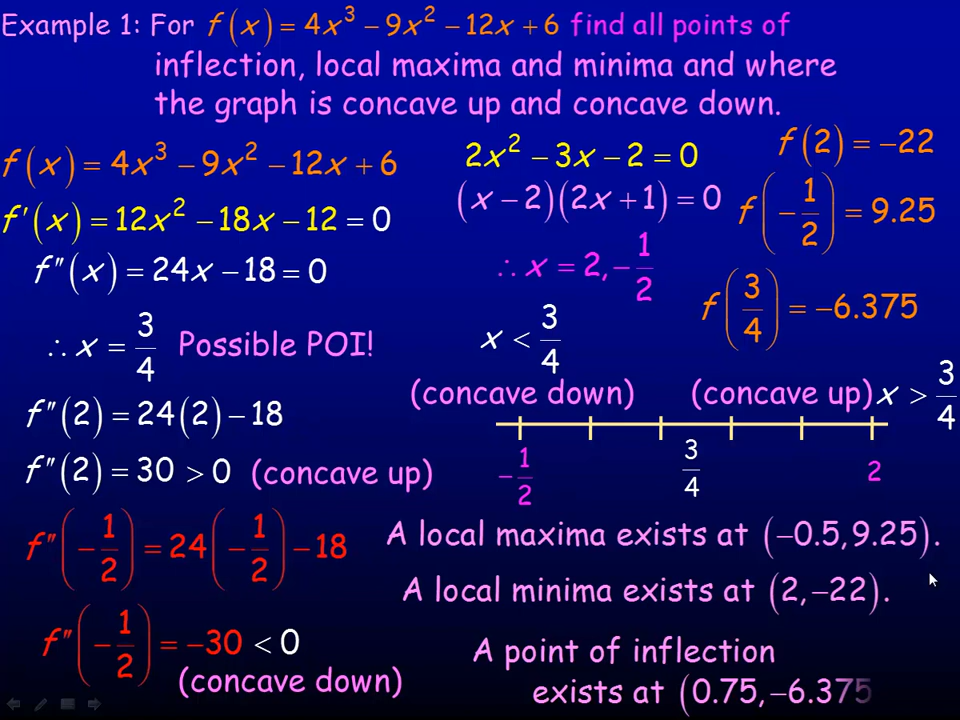 Example 1: For f(x) = 4x³ − 9x² − 12x + 6 find all points of
inflection, local maxima and minima and where
the graph is concave up and concave down.
f(x) = 4x³ − 9x² − 12x + 6
f′(x) = 12x² − 18x − 12 = 0
f″(x) = 24x − 18 = 0
∴ x = 3/4 Possible POI!
f″(2) = 24(2) − 18
f″(2) = 30 > 0 (concave up)
f″(−1/2) = 24(−1/2) − 18
f″(−1/2) = −30 < 0
(concave down)
2x² − 3x − 2 = 0
(x − 2)(2x + 1) = 0
∴ x = 2, −1/2
f(2) = −22
f(−1/2) = 9.25
f(3/4) = −6.375
x < 3/4
(concave down) (concave up) x > 3/4
−1/2 3/4 2
A local maxima exists at (−0.5, 9.25).
A local minima exists at (2, −22).
A point of inflection
exists at (0.75, −6.375